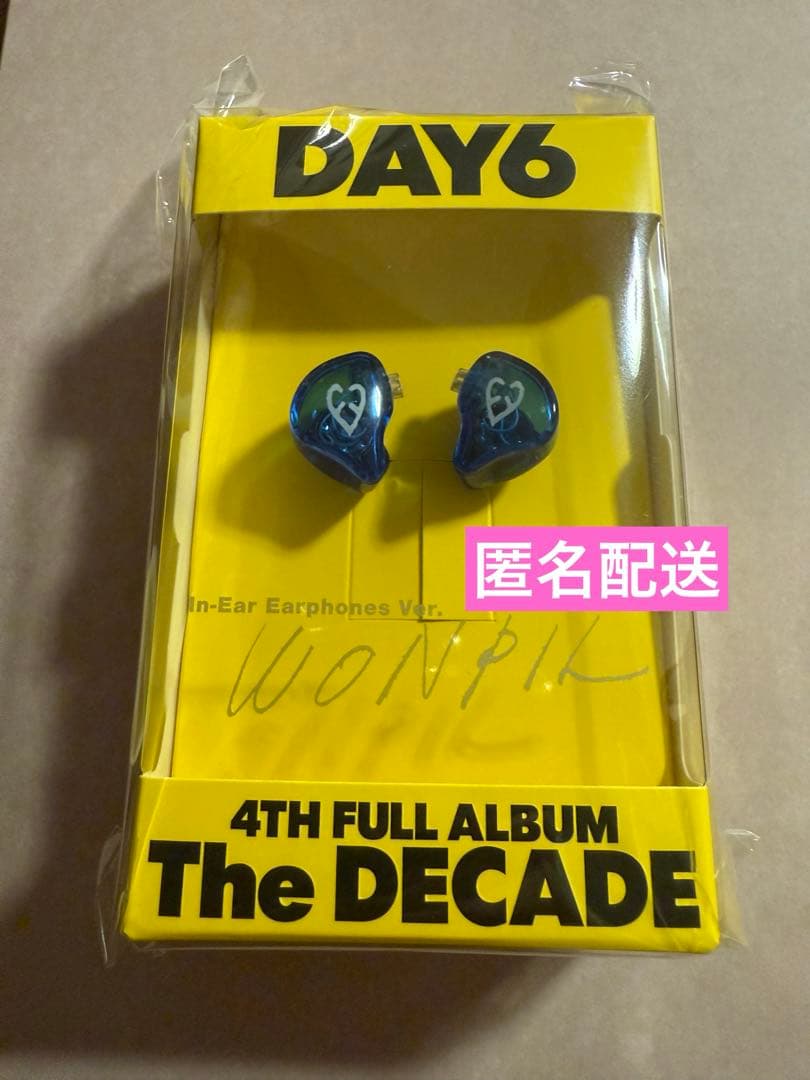 DAY6
匿名配送
In-Ear Earphones Ver.
WONPIL
4TH FULL ALBUM
The DECADE